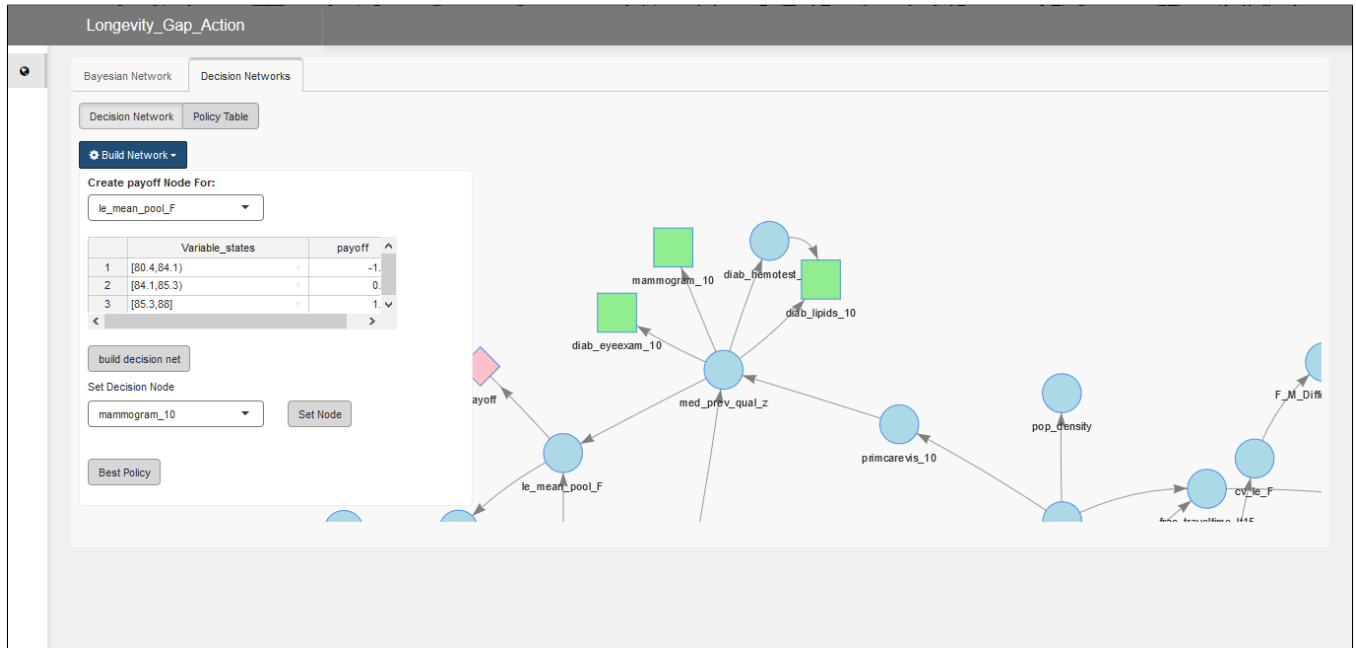 Longevity_Gap_Action
Bayesian Network
Decision Networks
Decision Network
Policy Table
Build Network
Create payoff Node For:
le_mean_pool_F
Variable_states payoff
1 [80.4,84.1) -1.
2 [84.1,85.3) 0.
3 [85.3,88] 1.
build decision net
Set Decision Node
mammogram_10
Set Node
Best Policy
mammogram_10
diab_hemotest_
diab_lipids_10
diab_eyeexam_10
ayoff
med_prev_qual_z
F_M_Diff
pop_density
primcarevis_10
le_mean_pool_F
cv_le_F
frac_traveltime_lt15